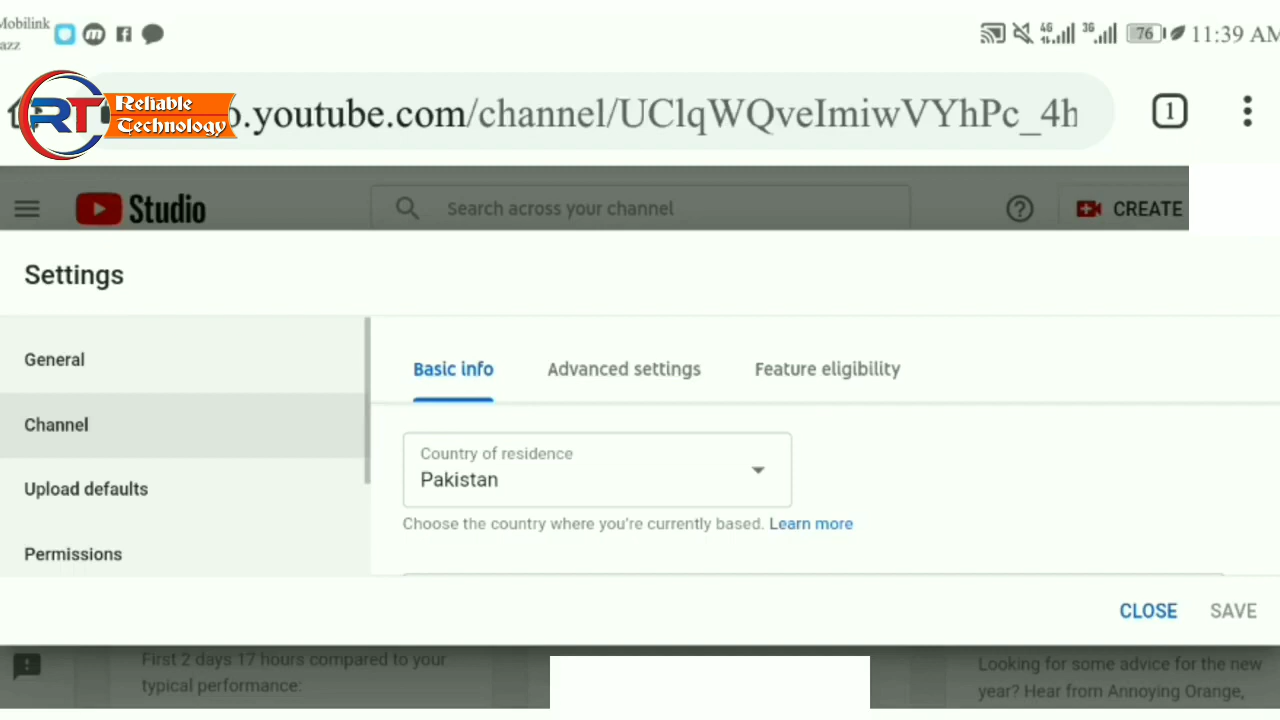 Mobilink
azz
76 11:39 AM
Reliable
Technology
o.youtube.com/channel/UClqWQveImiwVYhPc_4h
1
Studio
Search across your channel
CREATE
Settings
General
Channel
Upload defaults
Permissions
Basic info
Advanced settings
Feature eligibility
Country of residence
Pakistan
Choose the country where you're currently based. Learn more
CLOSE
SAVE
First 2 days 17 hours compared to your
typical performance:
Looking for some advice for the new
year? Hear from Annoying Orange,